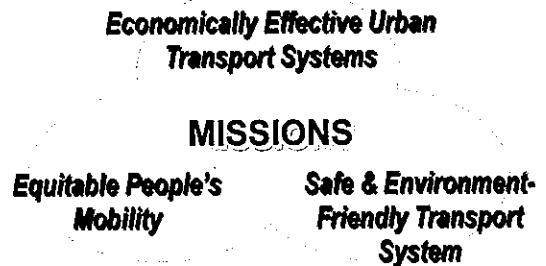 Economically Effective Urban
Transport Systems
MISSIONS
Equitable People's
Mobility
Safe & Environment-
Friendly Transport
System